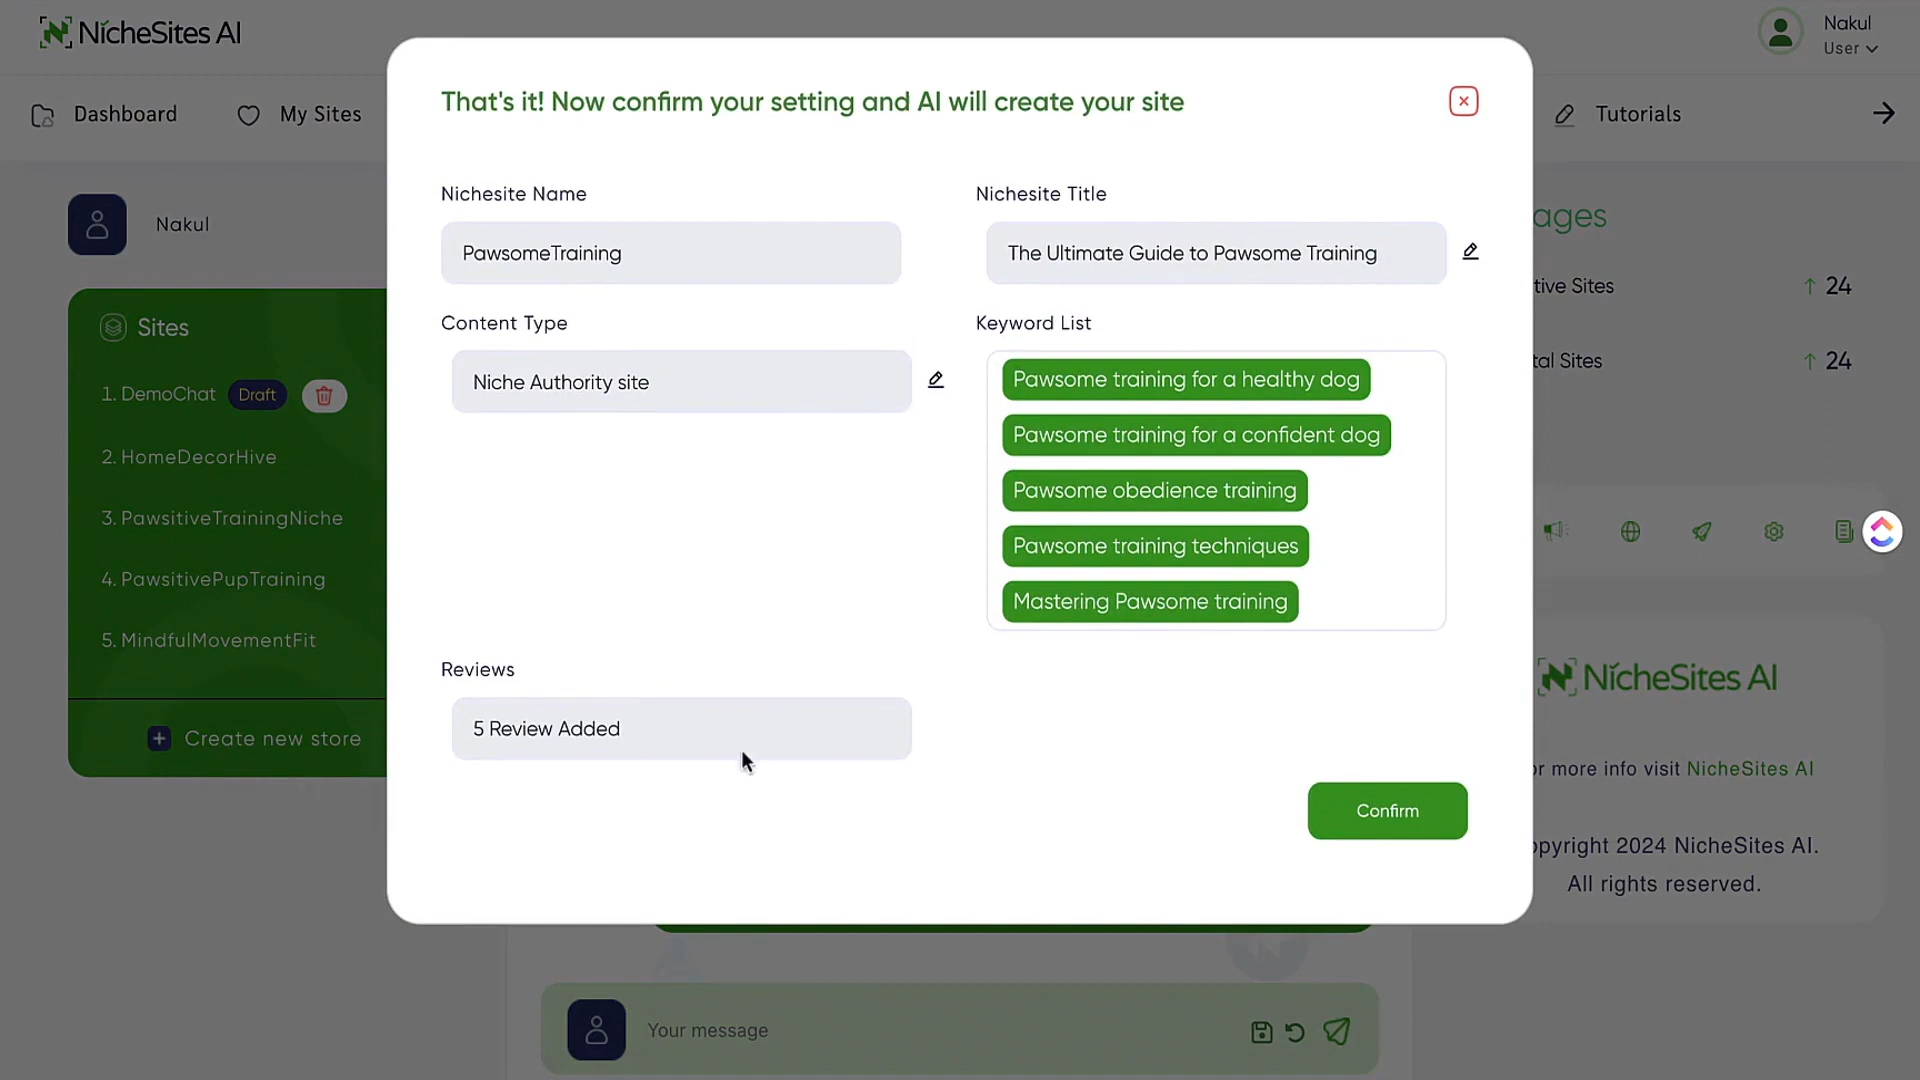 NicheSites AI
Nakul
User
Dashboard
My Sites
Tutorials
That's it! Now confirm your setting and AI will create your site
Nichesite Name
PawsomeTraining
Nichesite Title
The Ultimate Guide to Pawsome Training
Content Type
Niche Authority site
Keyword List
Pawsome training for a healthy dog
Pawsome training for a confident dog
Pawsome obedience training
Pawsome training techniques
Mastering Pawsome training
Reviews
5 Review Added
Confirm
Nakul
Sites
1. DemoChat Draft
2. HomeDecorHive
3. PawsitiveTrainingNiche
4. PawsitivePupTraining
5. MindfulMovementFit
+ Create new store
ages
tive Sites ↑ 24
tal Sites ↑ 24
NicheSites AI
or more info visit NicheSites AI
opyright 2024 NicheSites AI.
All rights reserved.
Your message